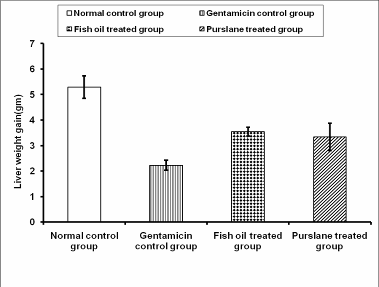 Normal control group
Gentamicin control group
Fish oil treated group
Purslane treated group
Liver weight gain(gm)
7
6
5
4
3
2
1
0
Normal control group
Gentamicin control group
Fish oil treated group
Purslane treated group